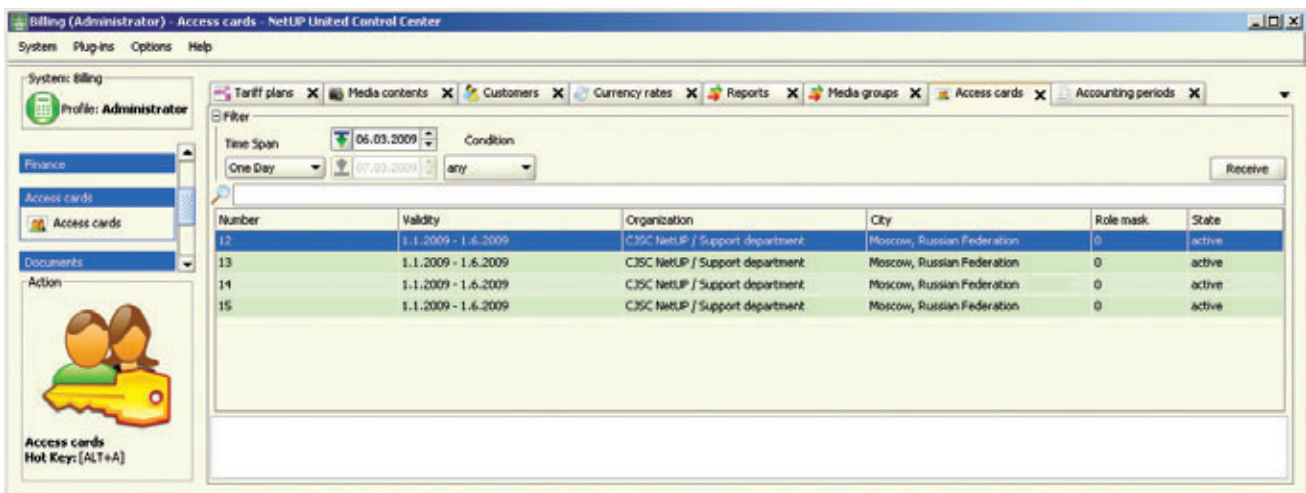 Billing (Administrator) - Access cards - NetUP United Control Center
System Plug-ins Options Help
System: Billing
Profile: Administrator
Tariff plans Media contents Customers Currency rates Reports Media groups Access cards Accounting periods
Filter
Time Span 06.03.2009 Condition
One Day 07.03.2009 any Receive
Finance
Access cards
Access cards
Documents
Number Validity Organization City Role mask State
12 1.1.2009 - 1.6.2009 CJSC NetUP / Support department Moscow, Russian Federation 0 active
13 1.1.2009 - 1.6.2009 CJSC NetUP / Support department Moscow, Russian Federation 0 active
14 1.1.2009 - 1.6.2009 CJSC NetUP / Support department Moscow, Russian Federation 0 active
15 1.1.2009 - 1.6.2009 CJSC NetUP / Support department Moscow, Russian Federation 0 active
Action
Access cards
Hot Key: [ALT+A]